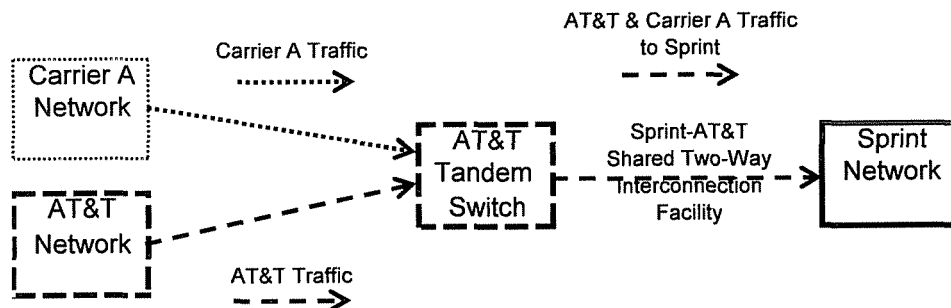 Carrier A Traffic
AT&T & Carrier A Traffic
to Sprint
Carrier A
Network
AT&T
Tandem
Switch
Sprint-AT&T
Shared Two-Way
Interconnection
Facility
Sprint
Network
AT&T
Network
AT&T Traffic